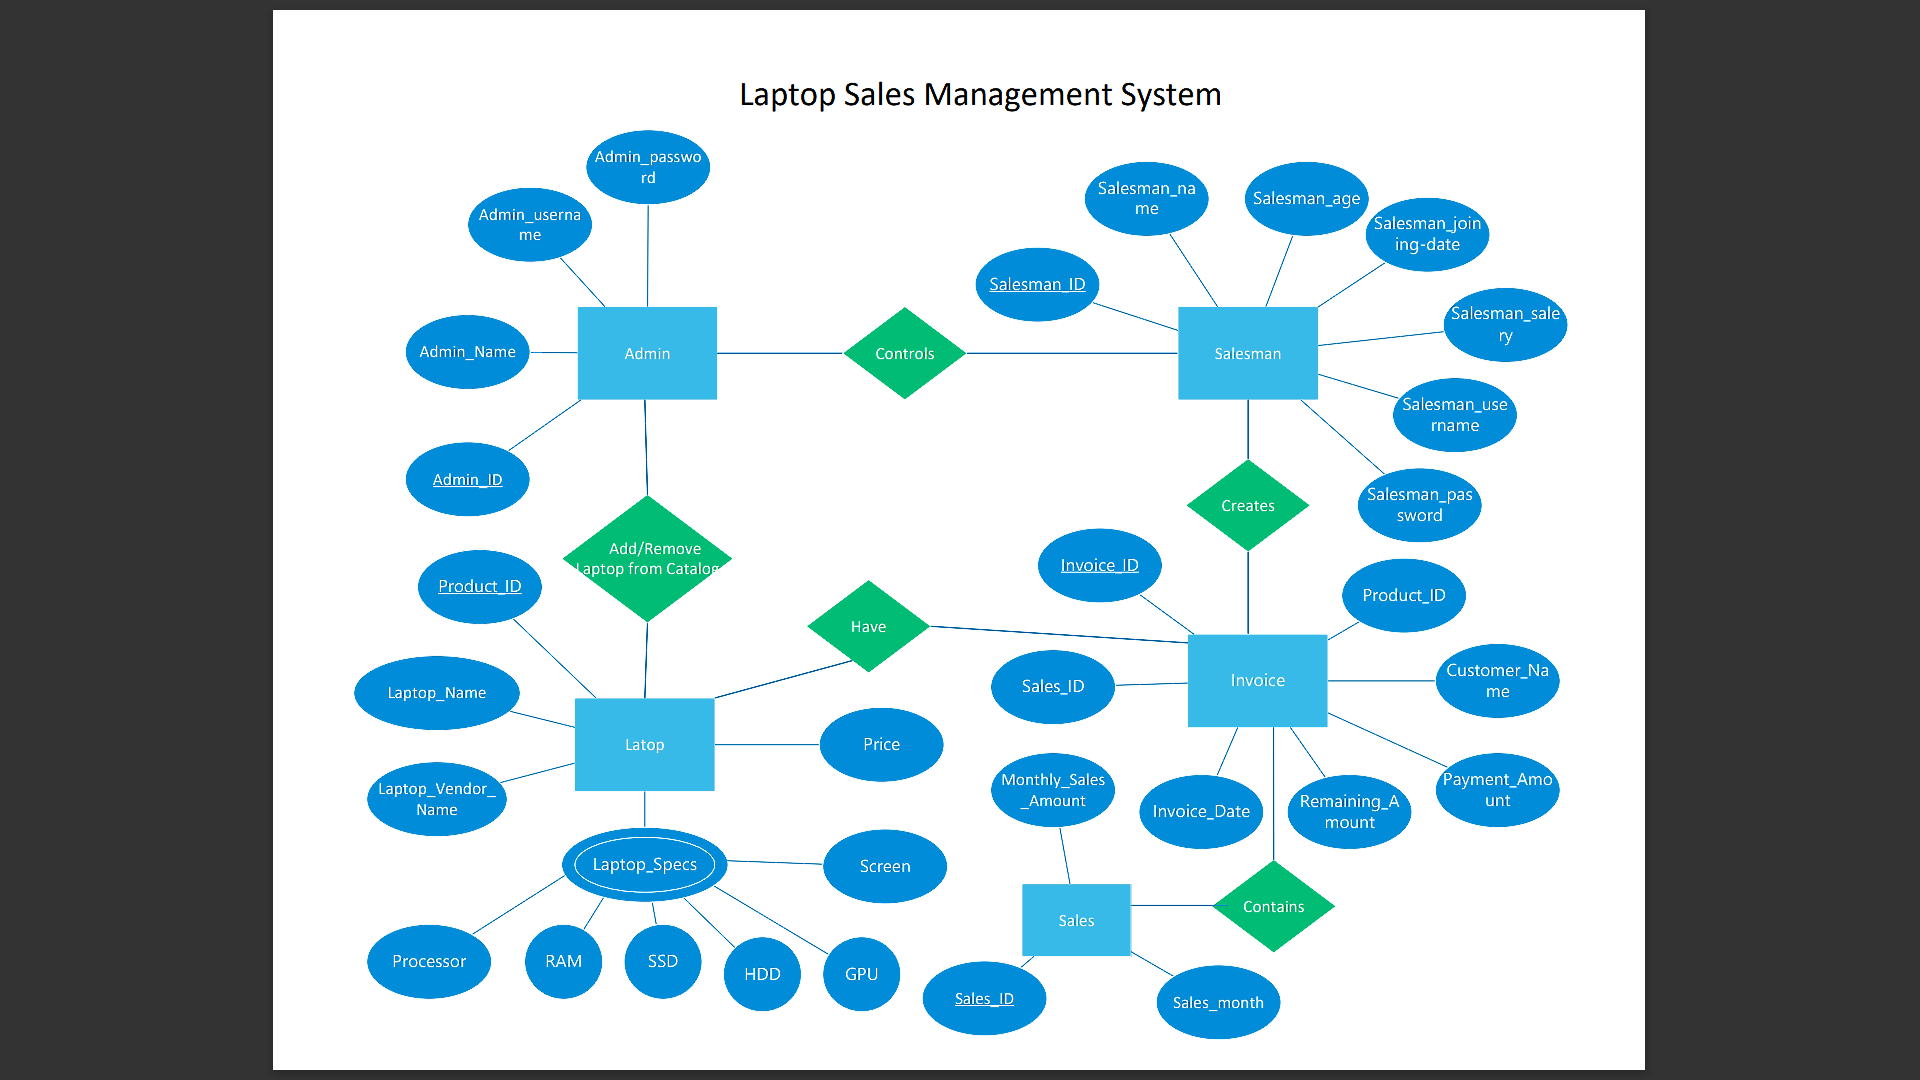 Laptop Sales Management System
Admin_passwo
rd
Admin_userna
me
Admin_Name
Admin_ID
Admin
Controls
Salesman_ID
Salesman_na
me
Salesman_age
Salesman_join
ing-date
Salesman_sale
ry
Salesman_use
rname
Salesman_pas
sword
Salesman
Creates
Add/Remove
Laptop from Catalog
Product_ID
Laptop_Name
Laptop_Vendor_
Name
Latop
Have
Price
Laptop_Specs
Screen
Processor
RAM
SSD
HDD
GPU
Invoice_ID
Product_ID
Sales_ID
Invoice
Customer_Na
me
Payment_Amo
unt
Remaining_A
mount
Invoice_Date
Monthly_Sales
_Amount
Sales
Contains
Sales_ID
Sales_month